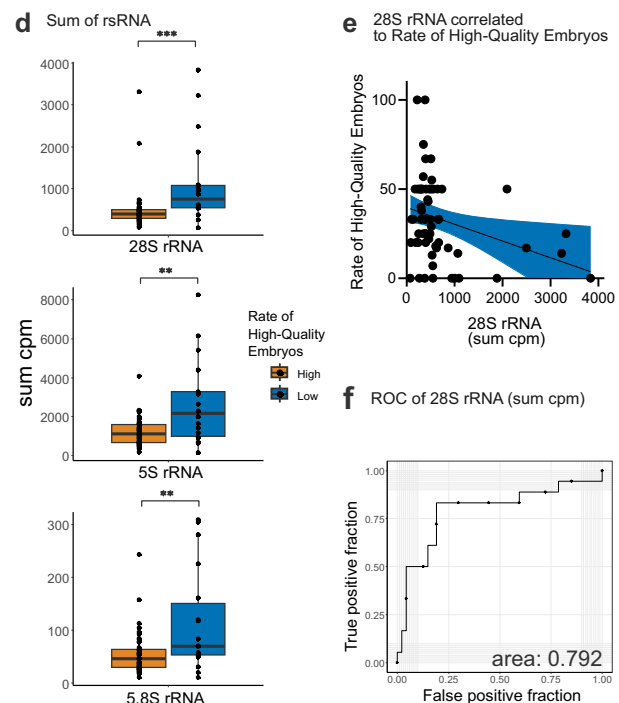 d Sum of rsRNA
***
4000
3000
2000
1000
0
28S rRNA
**
8000
6000
4000
2000
0
5S rRNA
**
300
200
100
0
5.8S rRNA
sum cpm
Rate of
High-Quality
Embryos
High
Low
e 28S rRNA correlated
to Rate of High-Quality Embryos
Rate of High-Quality Embryos
100
50
0
0 1000 2000 3000 4000
28S rRNA
(sum cpm)
f ROC of 28S rRNA (sum cpm)
True positive fraction
1.00
0.75
0.50
0.25
0.00
area: 0.792
0.00 0.25 0.50 0.75 1.00
False positive fraction